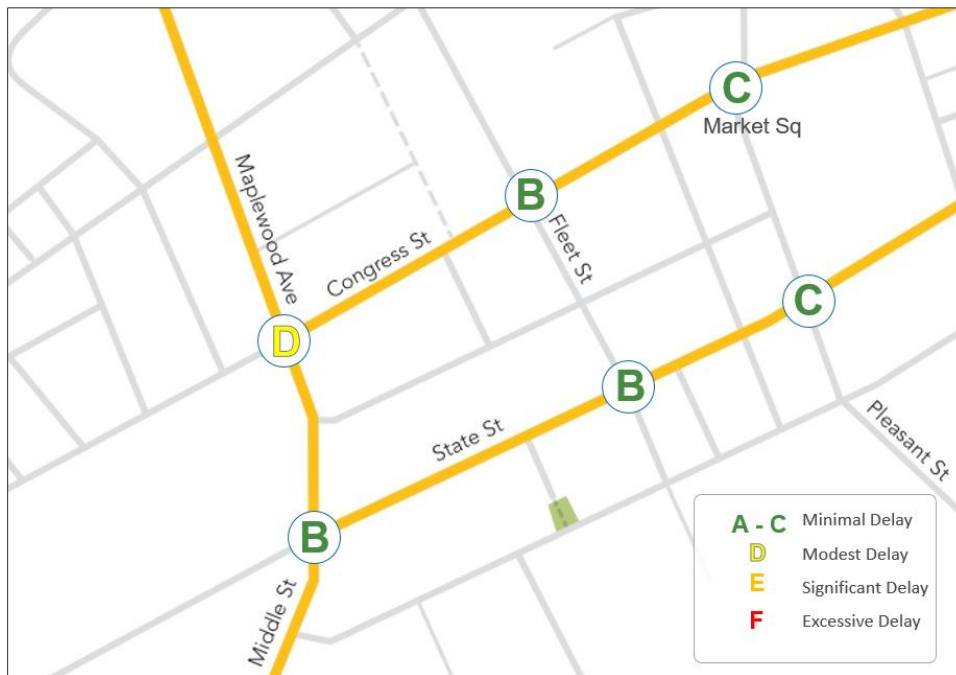 C
Market Sq
B
Fleet St
Maplewood Ave
Congress St
D
C
B
State St
Pleasant St
B
Middle St
A - C Minimal Delay
D Modest Delay
E Significant Delay
F Excessive Delay